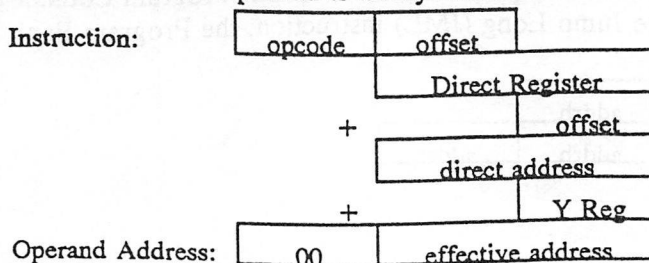 Instruction:
opcode offset
Direct Register
+ offset
direct address
+ Y Reg
Operand Address: 00 effective address